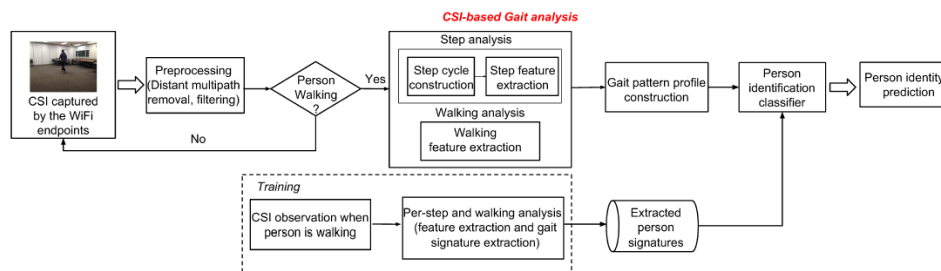 CSI-based Gait analysis
CSI captured
by the WiFi
endpoints
Preprocessing
(Distant multipath
removal, filtering)
Person
Walking
?
Yes
No
Step analysis
Step cycle
construction
Step feature
extraction
Walking analysis
Walking
feature extraction
Gait pattern profile
construction
Person
identification
classifier
Person identity
prediction
Training
CSI observation when
person is walking
Per-step and walking analysis
(feature extraction and gait
signature extraction)
Extracted
person
signatures